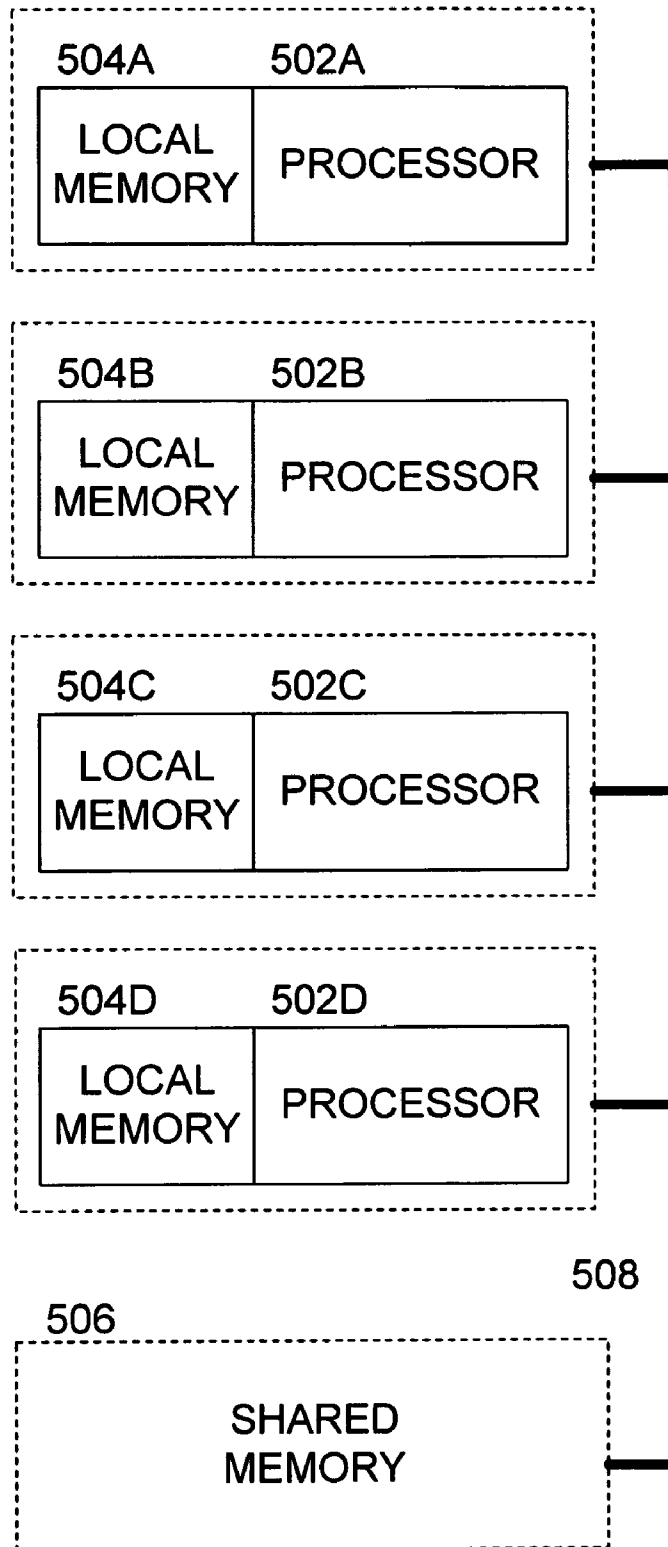 504A 502A
LOCAL
MEMORY
PROCESSOR
504B 502B
LOCAL
MEMORY
PROCESSOR
504C 502C
LOCAL
MEMORY
PROCESSOR
504D 502D
LOCAL
MEMORY
PROCESSOR
508
506
SHARED
MEMORY